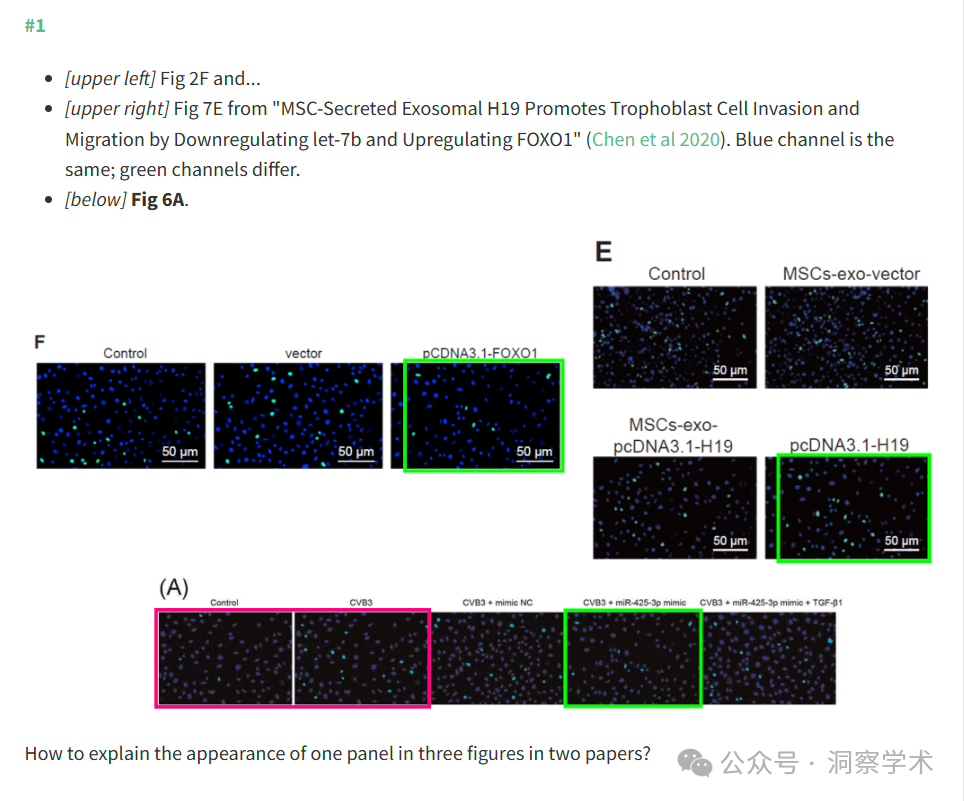 #1
[upper left] Fig 2F and...
[upper right] Fig 7E from "MSC-Secreted Exosomal H19 Promotes Trophoblast Cell Invasion and
Migration by Downregulating let-7b and Upregulating FOXO1" (Chen et al 2020). Blue channel is the
same; green channels differ.
[below] Fig 6A.
E
Control MSCs-exo-vector
50 μm 50 μm
F
Control vector pCDNA3.1-FOXO1
50 μm 50 μm 50 μm
MSCs-exo-
pcDNA3.1-H19 pcDNA3.1-H19
50 μm 50 μm
(A)
Control CVB3 CVB3 + mimic NC CVB3 + miR-425-3p mimic CVB3 + miR-425-3p mimic + TGF-β1
How to explain the appearance of one panel in three figures in two papers?
公众号 · 洞察学术